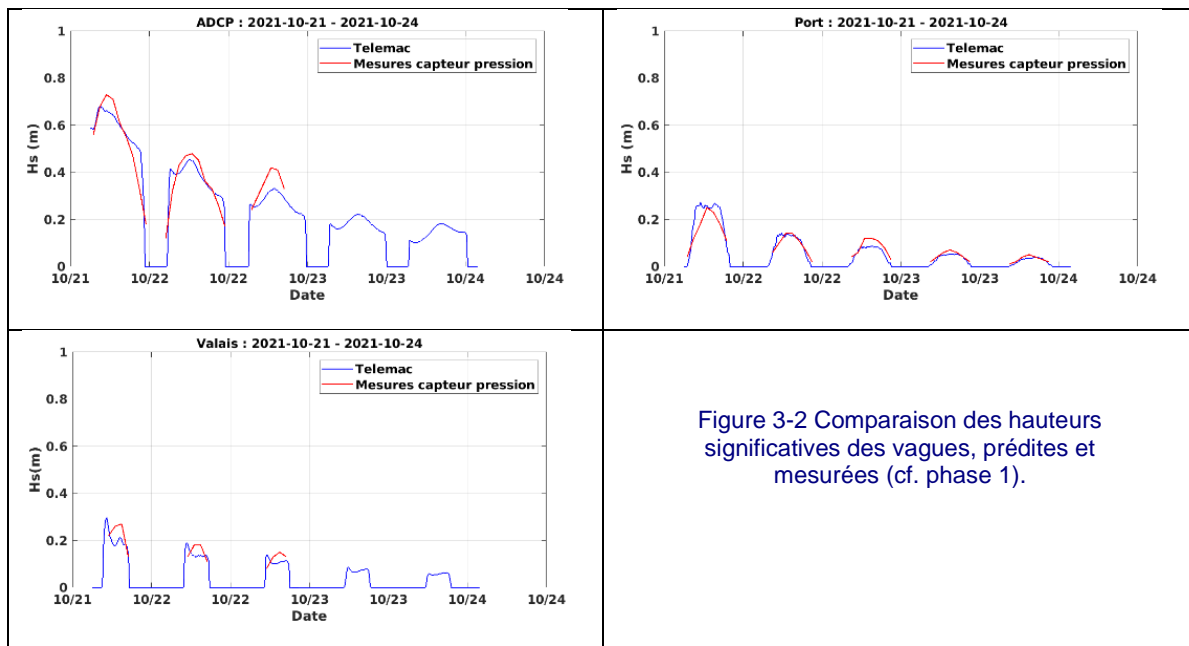 ADCP : 2021-10-21 - 2021-10-24
1
0.8
0.6
0.4
0.2
0
Hs (m)
Telemac
Mesures capteur pression
10/21 10/22 10/22 10/23 10/23 10/24 10/24
Date
Port : 2021-10-21 - 2021-10-24
1
0.8
0.6
0.4
0.2
0
Hs (m)
Telemac
Mesures capteur pression
10/21 10/22 10/22 10/23 10/23 10/24 10/24
Date
Valais : 2021-10-21 - 2021-10-24
1
0.8
0.6
0.4
0.2
0
Hs(m)
Telemac
Mesures capteur pression
10/21 10/22 10/22 10/23 10/23 10/24 10/24
Date
Figure 3-2 Comparaison des hauteurs
significatives des vagues, prédites et
mesurées (cf. phase 1).